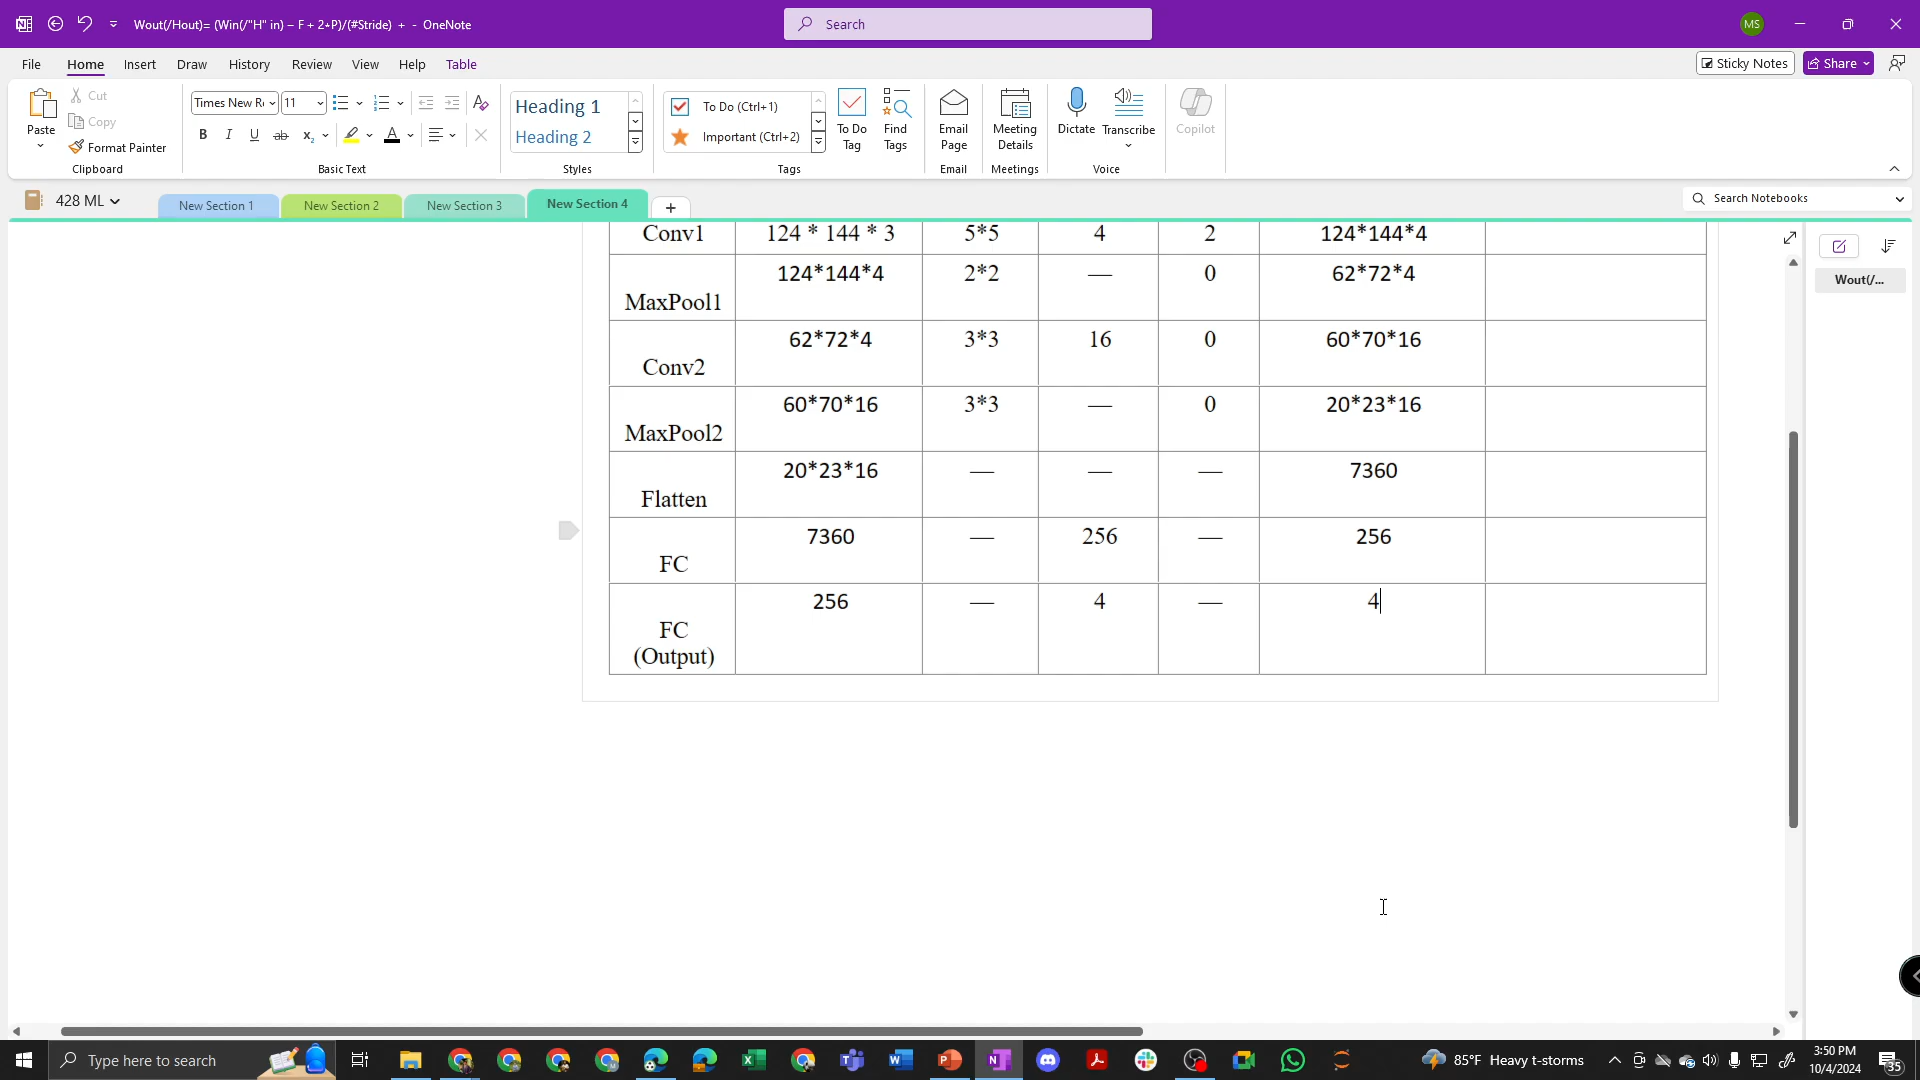 Wout(/Hout)= (Win(/"H" in) – F + 2*P)/(#Stride) + - OneNote
Search
MS
File Home Insert Draw History Review View Help Table
Sticky Notes Share
Paste
Cut
Copy
Format Painter
Clipboard
Times New R 11
B I U ab x₂ A
Basic Text
Heading 1
Heading 2
Styles
To Do (Ctrl+1)
Important (Ctrl+2)
To Do Tag
Find Tags
Tags
Email Page
Email
Meeting Details
Meetings
Dictate
Transcribe
Voice
Copilot
428 ML
New Section 1 New Section 2 New Section 3 New Section 4 +
Search Notebooks
Wout(/...
Conv1 124 * 144 * 3 5*5 4 2 124*144*4
MaxPool1 124*144*4 2*2 — 0 62*72*4
Conv2 62*72*4 3*3 16 0 60*70*16
MaxPool2 60*70*16 3*3 — 0 20*23*16
Flatten 20*23*16 — — — 7360
FC 7360 — 256 — 256
FC (Output) 256 — 4 — 4
Type here to search
85°F Heavy t-storms
3:50 PM
10/4/2024
35